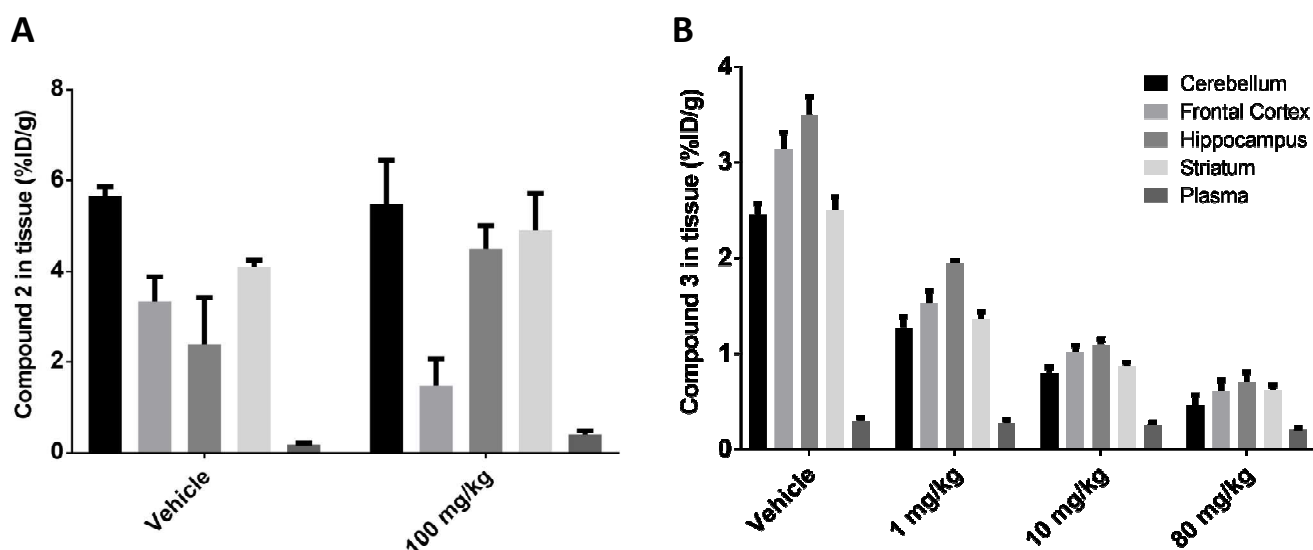 A
Compound 2 in tissue (%ID/g)
8
6
4
2
0
Vehicle
100 mg/kg
B
Compound 3 in tissue (%ID/g)
4
3
2
1
0
Vehicle
1 mg/kg
10 mg/kg
80 mg/kg
Cerebellum
Frontal Cortex
Hippocampus
Striatum
Plasma